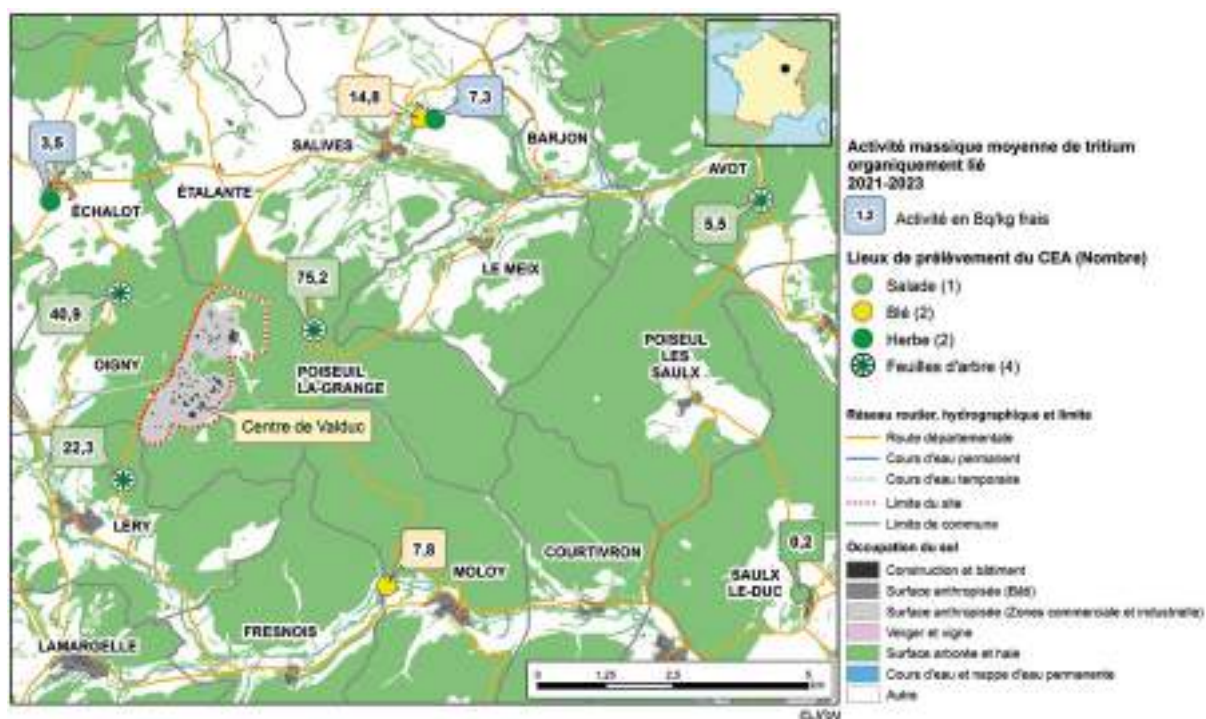 14,8
7,3
3,5
SALIVES
BARJON
AVOT
ÉCHALOT
ÉTALANTE
5,5
LE MEIX
75,2
40,9
OIGNY
POISEUL
LA-GRANGE
POISEUL
LES
SAULX
Centre de Valduc
22,3
LÉRY
7,8
0,2
MOLOY
COURTIVRON
SAULX
LE-DUC
FRESNOIS
LAMARGELLE
0 1,25 2,5 5
km
Activité massique moyenne de tritium
organiquement lié
2021-2023
1,2 Activité en Bq/kg frais
Lieux de prélèvement du CEA (Nombre)
Salade (1)
Blé (2)
Herbe (2)
Feuilles d'arbre (4)
Réseau routier, hydrographique et limite
Route départementale
Cours d'eau permanent
Cours d'eau temporaire
Limite du site
Limite de commune
Occupation du sol
Construction et bâtiment
Surface anthropisée (Bâti)
Surface anthropisée (Zones commerciale et industrielle)
Verger et vigne
Surface arborée et haie
Cours d'eau et nappe d'eau permanente
Autre